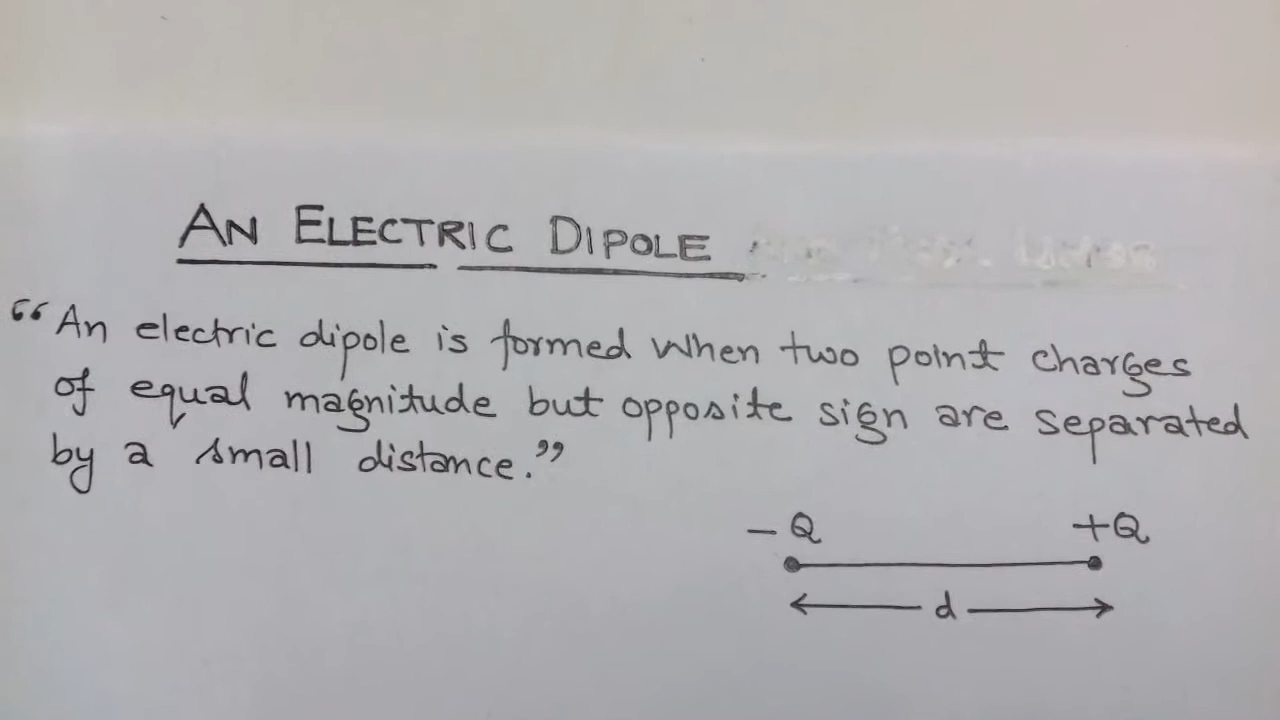 AN ELECTRIC DIPOLE
“An electric dipole is formed when two point charges
of equal magnitude but opposite sign are separated
by a small distance.”
- Q +Q
d